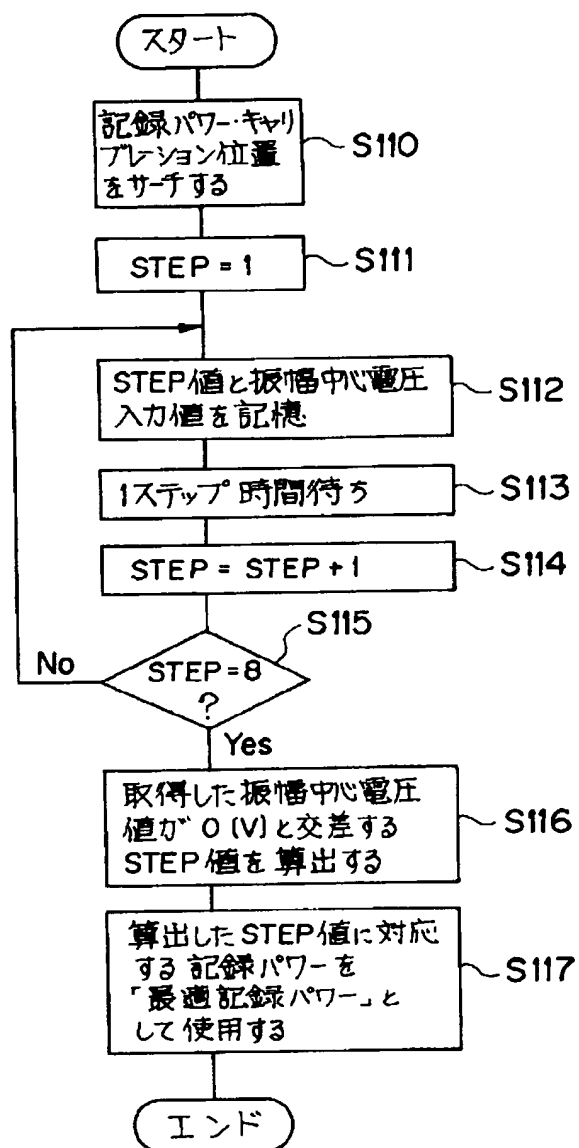 スタート
記録パワー・キャリ
ブレーション位置
をサーチする
S110
STEP = 1
S111
STEP値と振幅中心電圧
入力値を記憶
S112
1ステップ時間待ち
S113
STEP = STEP + 1
S114
S115
STEP = 8
?
No
Yes
取得した振幅中心電圧
値が 0 (V) と交差する
STEP値を算出する
S116
算出したSTEP値に対応
する記録パワーを
「最適記録パワー」と
して使用する
S117
エンド